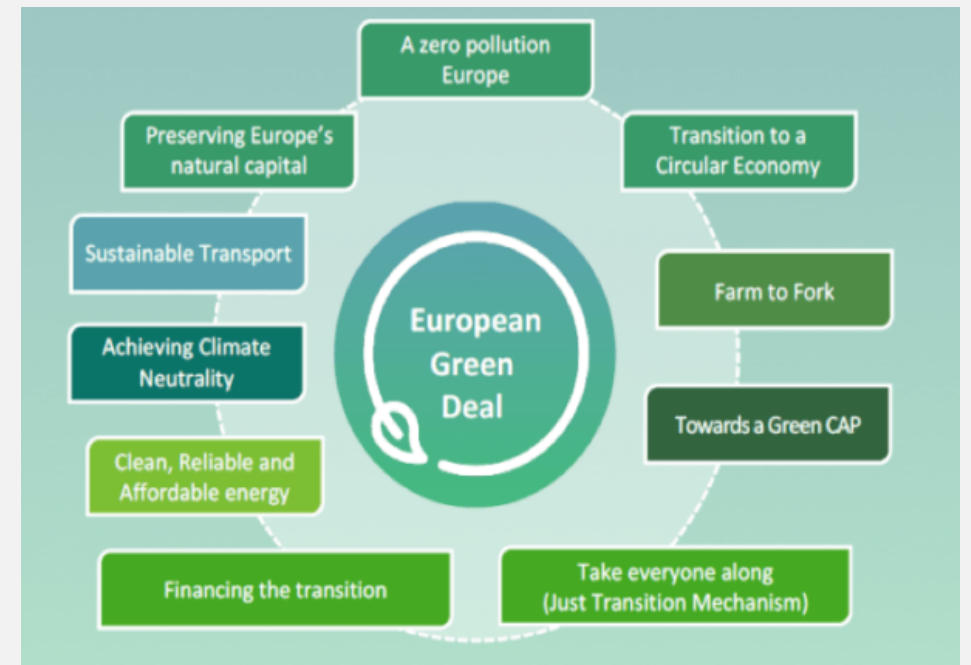 A zero pollution
Europe
Preserving Europe's
natural capital
Transition to a
Circular Economy
Sustainable Transport
Farm to Fork
European
Green
Deal
Achieving Climate
Neutrality
Towards a Green CAP
Clean, Reliable and
Affordable energy
Financing the transition
Take everyone along
(Just Transition Mechanism)